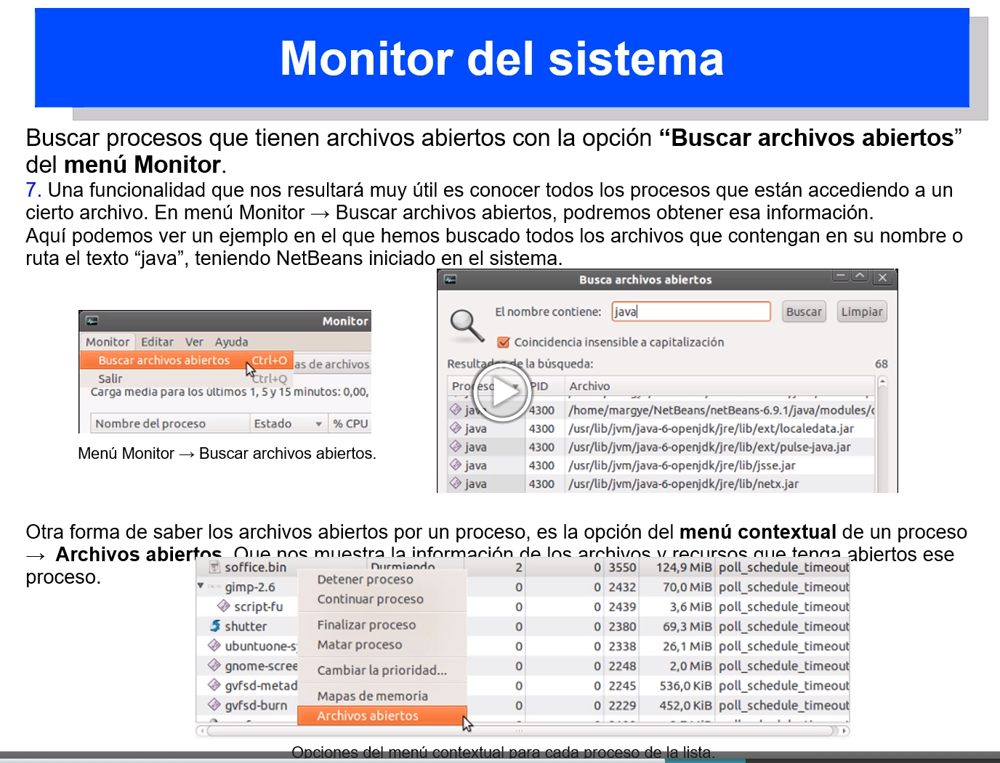 Monitor del sistema
Buscar procesos que tienen archivos abiertos con la opción “Buscar archivos abiertos”
del menú Monitor.
7. Una funcionalidad que nos resultará muy útil es conocer todos los procesos que están accediendo a un
cierto archivo. En menú Monitor → Buscar archivos abiertos, podremos obtener esa información.
Aquí podemos ver un ejemplo en el que hemos buscado todos los archivos que contengan en su nombre o
ruta el texto “java”, teniendo NetBeans iniciado en el sistema.
Monitor
Monitor Editar Ver Ayuda
Buscar archivos abiertos Ctrl+O as de archivos
Salir Ctrl+Q
Carga media para los últimos 1, 5 y 15 minutos: 0,00,
Nombre del proceso Estado % CPU
Menú Monitor → Buscar archivos abiertos.
Busca archivos abiertos
El nombre contiene: java Buscar Limpiar
Coincidencia insensible a capitalización
Resultados de la búsqueda: 68
Proceso PID Archivo
java 4300 /home/margye/NetBeans/netBeans-6.9.1/java/modules/
java 4300 /usr/lib/jvm/java-6-openjdk/jre/lib/ext/localedata.jar
java 4300 /usr/lib/jvm/java-6-openjdk/jre/lib/ext/pulse-java.jar
java 4300 /usr/lib/jvm/java-6-openjdk/jre/lib/jsse.jar
java 4300 /usr/lib/jvm/java-6-openjdk/jre/lib/netx.jar
Otra forma de saber los archivos abiertos por un proceso, es la opción del menú contextual de un proceso
→ Archivos abiertos. Que nos muestra la información de los archivos y recursos que tenga abiertos ese
proceso.
soffice.bin Durmiendo 2 0 3550 124,9 MiB poll_schedule_timeout
gimp-2.6 0 0 2432 70,0 MiB poll_schedule_timeout
script-fu 0 0 2439 3,6 MiB poll_schedule_timeout
shutter 0 0 2380 69,3 MiB poll_schedule_timeout
ubuntuone-s 0 0 2338 26,1 MiB poll_schedule_timeout
gnome-scree 0 0 2248 2,0 MiB poll_schedule_timeout
gvfsd-metad 0 0 2245 536,0 KiB poll_schedule_timeout
gvfsd-burn 0 0 2229 452,0 KiB poll_schedule_timeout
Detener proceso
Continuar proceso
Finalizar proceso
Matar proceso
Cambiar la prioridad...
Mapas de memoria
Archivos abiertos
Opciones del menú contextual para cada proceso de la lista.